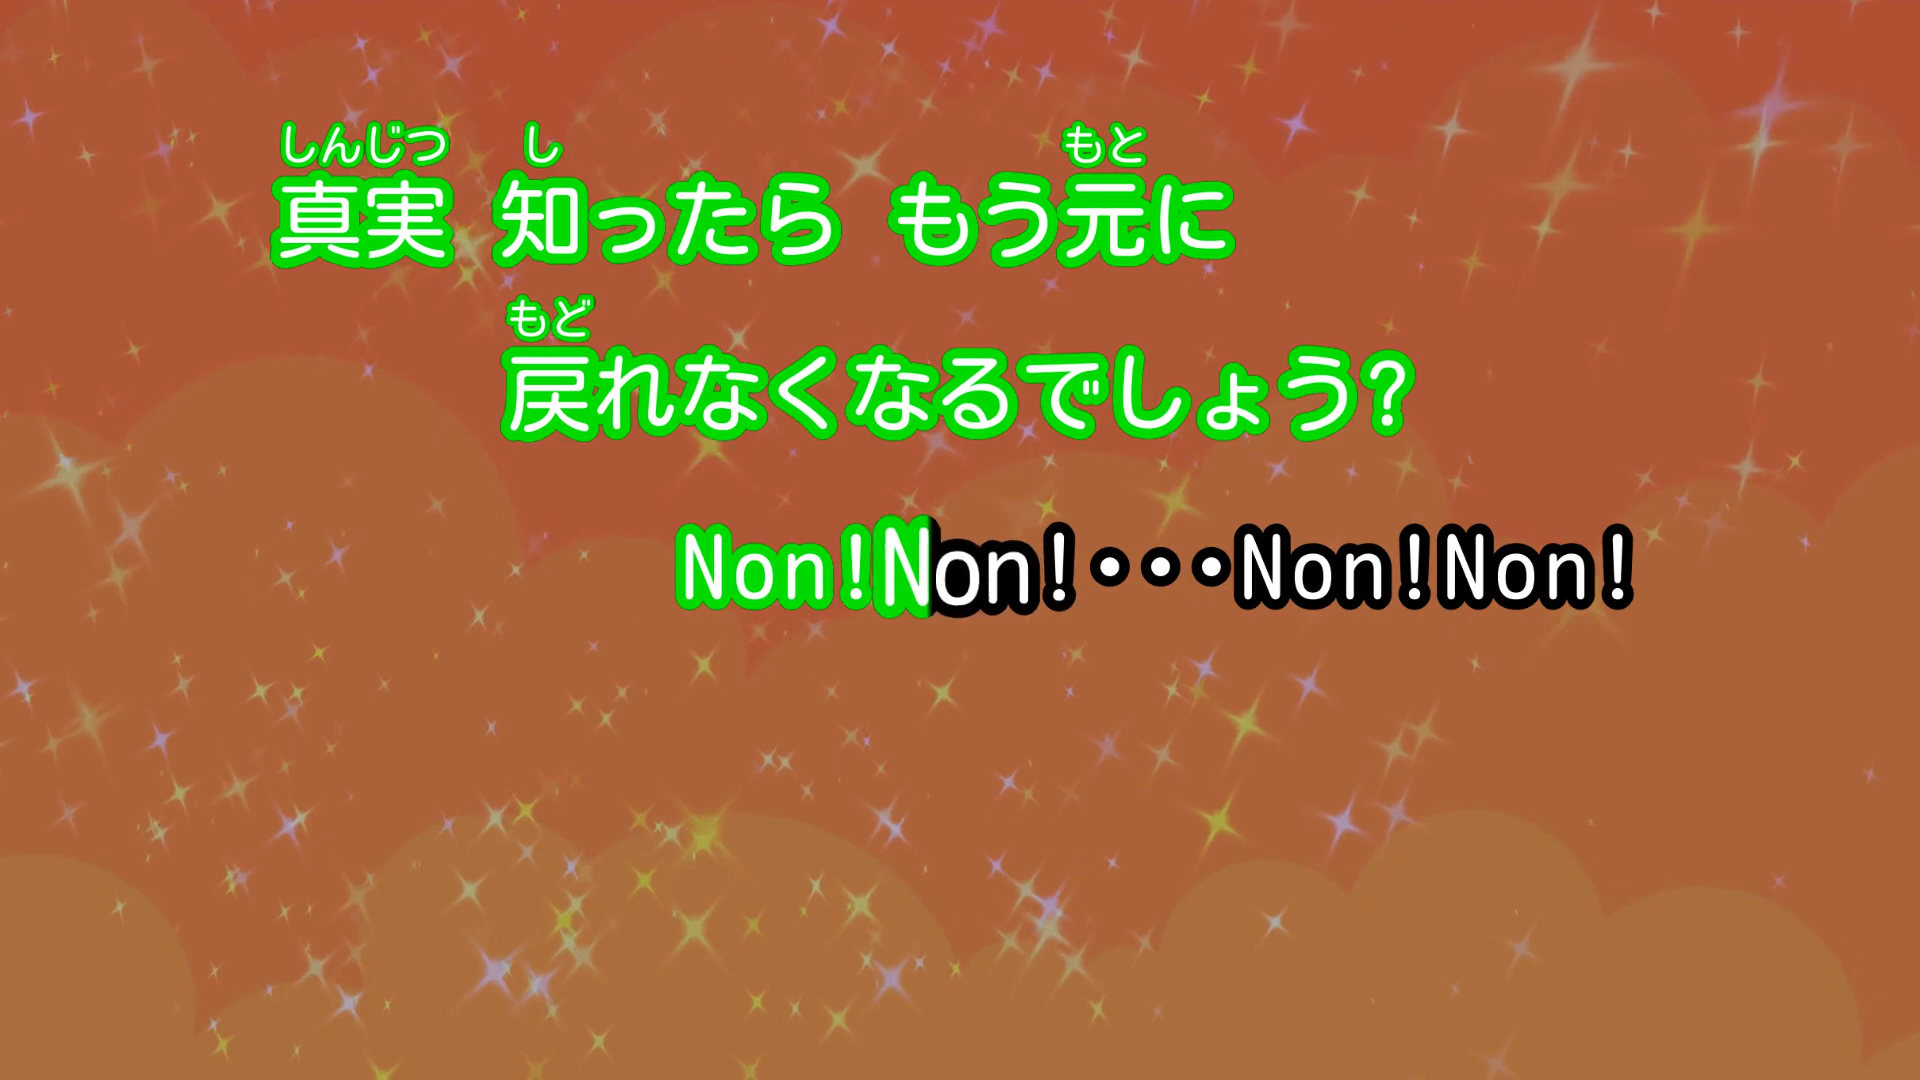 しんじつ し もと
真実 知ったら もう元に
もど
戻れなくなるでしょう?
Non!Non!・・・Non!Non!